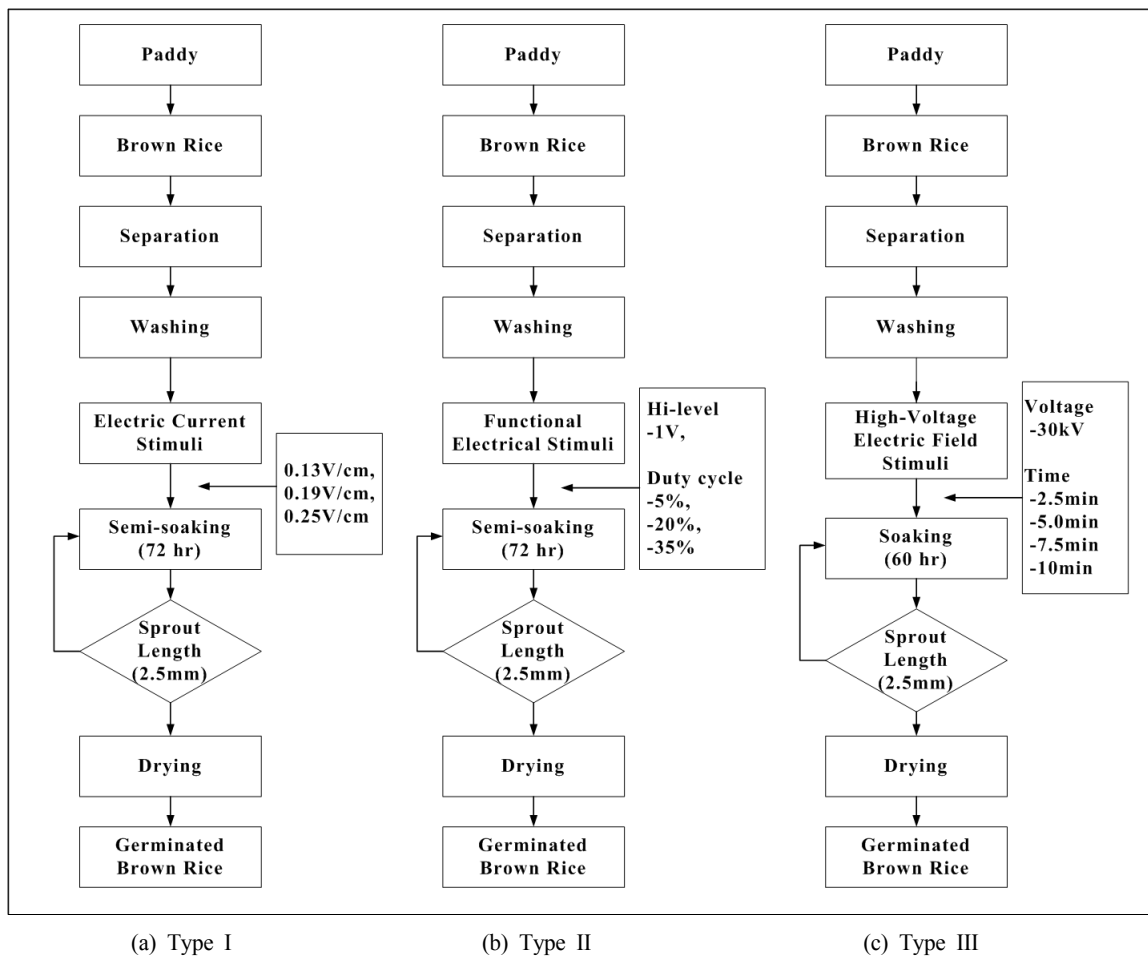 Paddy
Brown Rice
Separation
Washing
Electric Current
Stimuli
0.13V/cm,
0.19V/cm,
0.25V/cm
Semi-soaking
(72 hr)
Sprout
Length
(2.5mm)
Drying
Germinated
Brown Rice
(a) Type I
Paddy
Brown Rice
Separation
Washing
Functional
Electrical Stimuli
Hi-level
-1V,
Duty cycle
-5%,
-20%,
-35%
Semi-soaking
(72 hr)
Sprout
Length
(2.5mm)
Drying
Germinated
Brown Rice
(b) Type II
Paddy
Brown Rice
Separation
Washing
High-Voltage
Electric Field
Stimuli
Voltage
-30kV
Time
-2.5min
-5.0min
-7.5min
-10min
Soaking
(60 hr)
Sprout
Length
(2.5mm)
Drying
Germinated
Brown Rice
(c) Type III